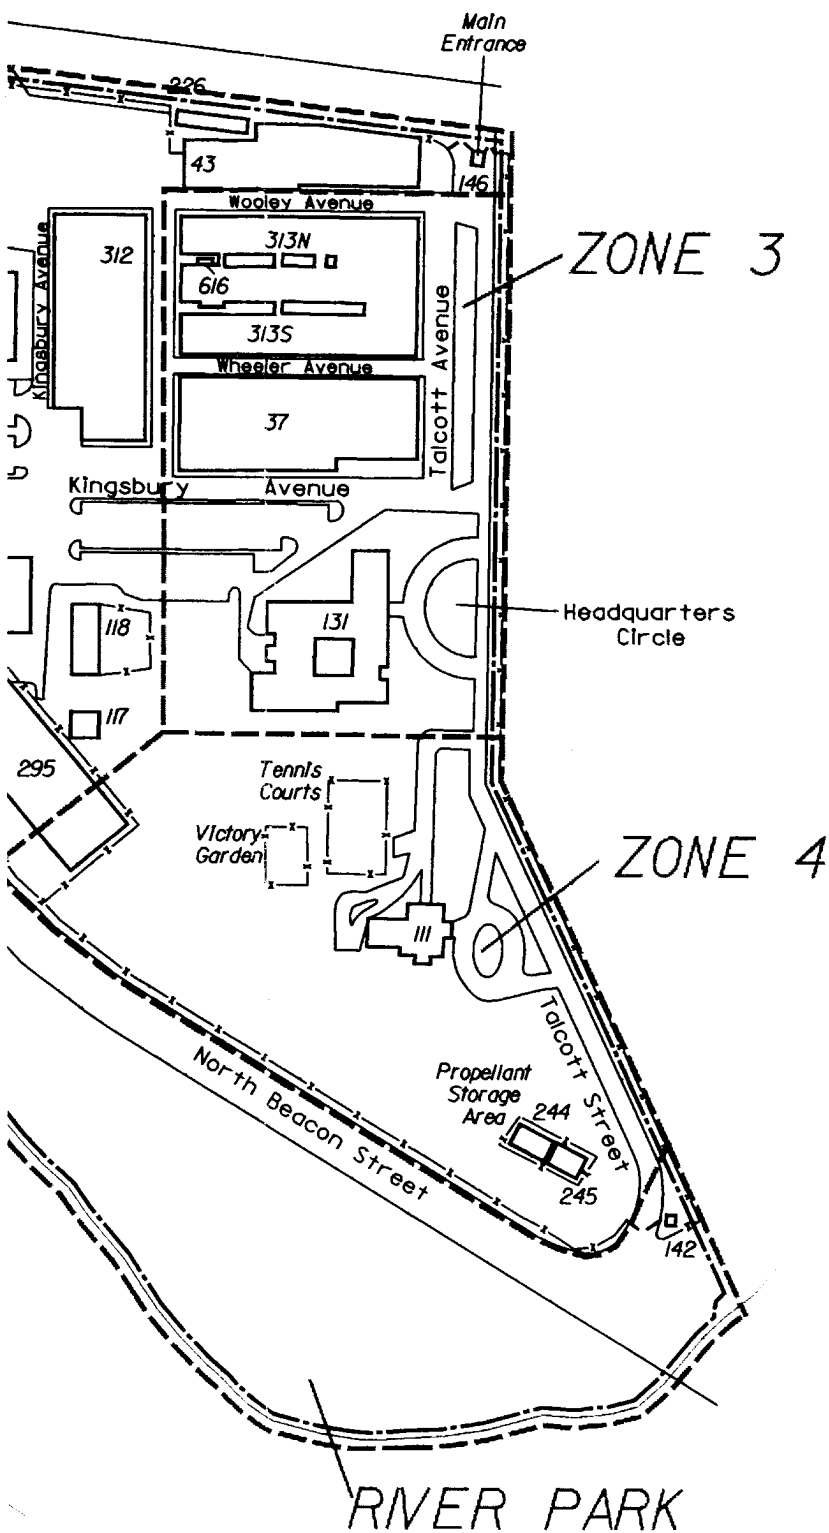 Main
Entrance
226
43
146
Wooley Avenue
Kingsbury Avenue
312
313N
ZONE 3
616
313S
Talcott Avenue
Wheeler Avenue
37
Kingsbury Avenue
118
131
Headquarters
Circle
117
295
Tennis
Courts
Victory
Garden
ZONE 4
111
Talcott Street
North Beacon Street
Propellant
Storage
Area
244
245
142
RIVER PARK